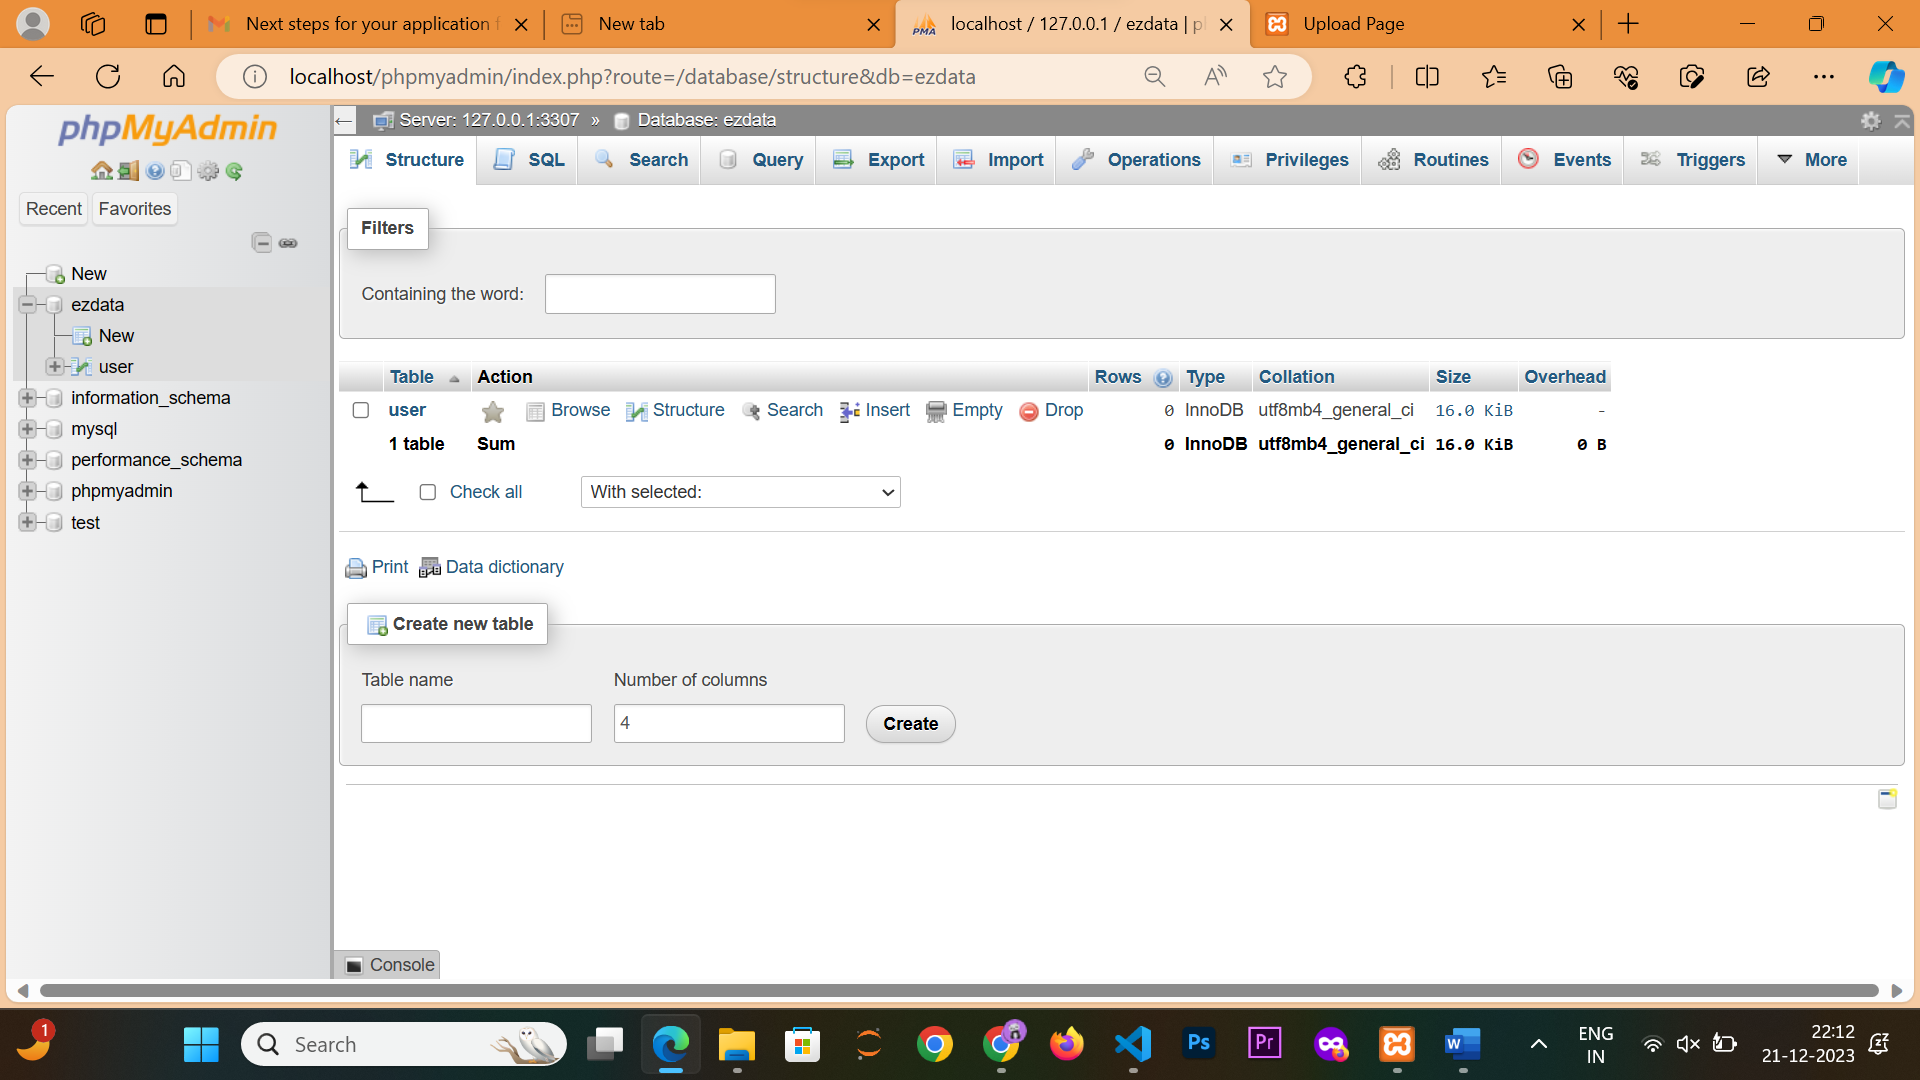 Next steps for your application f
New tab
localhost / 127.0.0.1 / ezdata | p
Upload Page
localhost/phpmyadmin/index.php?route=/database/structure&db=ezdata
phpMyAdmin
Recent Favorites
New
ezdata
New
user
information_schema
mysql
performance_schema
phpmyadmin
test
Server: 127.0.0.1:3307 » Database: ezdata
Structure SQL Search Query Export Import Operations Privileges Routines Events Triggers More
Filters
Containing the word:
Table Action Rows Type Collation Size Overhead
user Browse Structure Search Insert Empty Drop 0 InnoDB utf8mb4_general_ci 16.0 KiB -
1 table Sum 0 InnoDB utf8mb4_general_ci 16.0 KiB 0 B
Check all With selected:
Print Data dictionary
Create new table
Table name Number of columns
4 Create
Console
1
Search
Ps
Pr
W
ENG
IN
22:12
21-12-2023